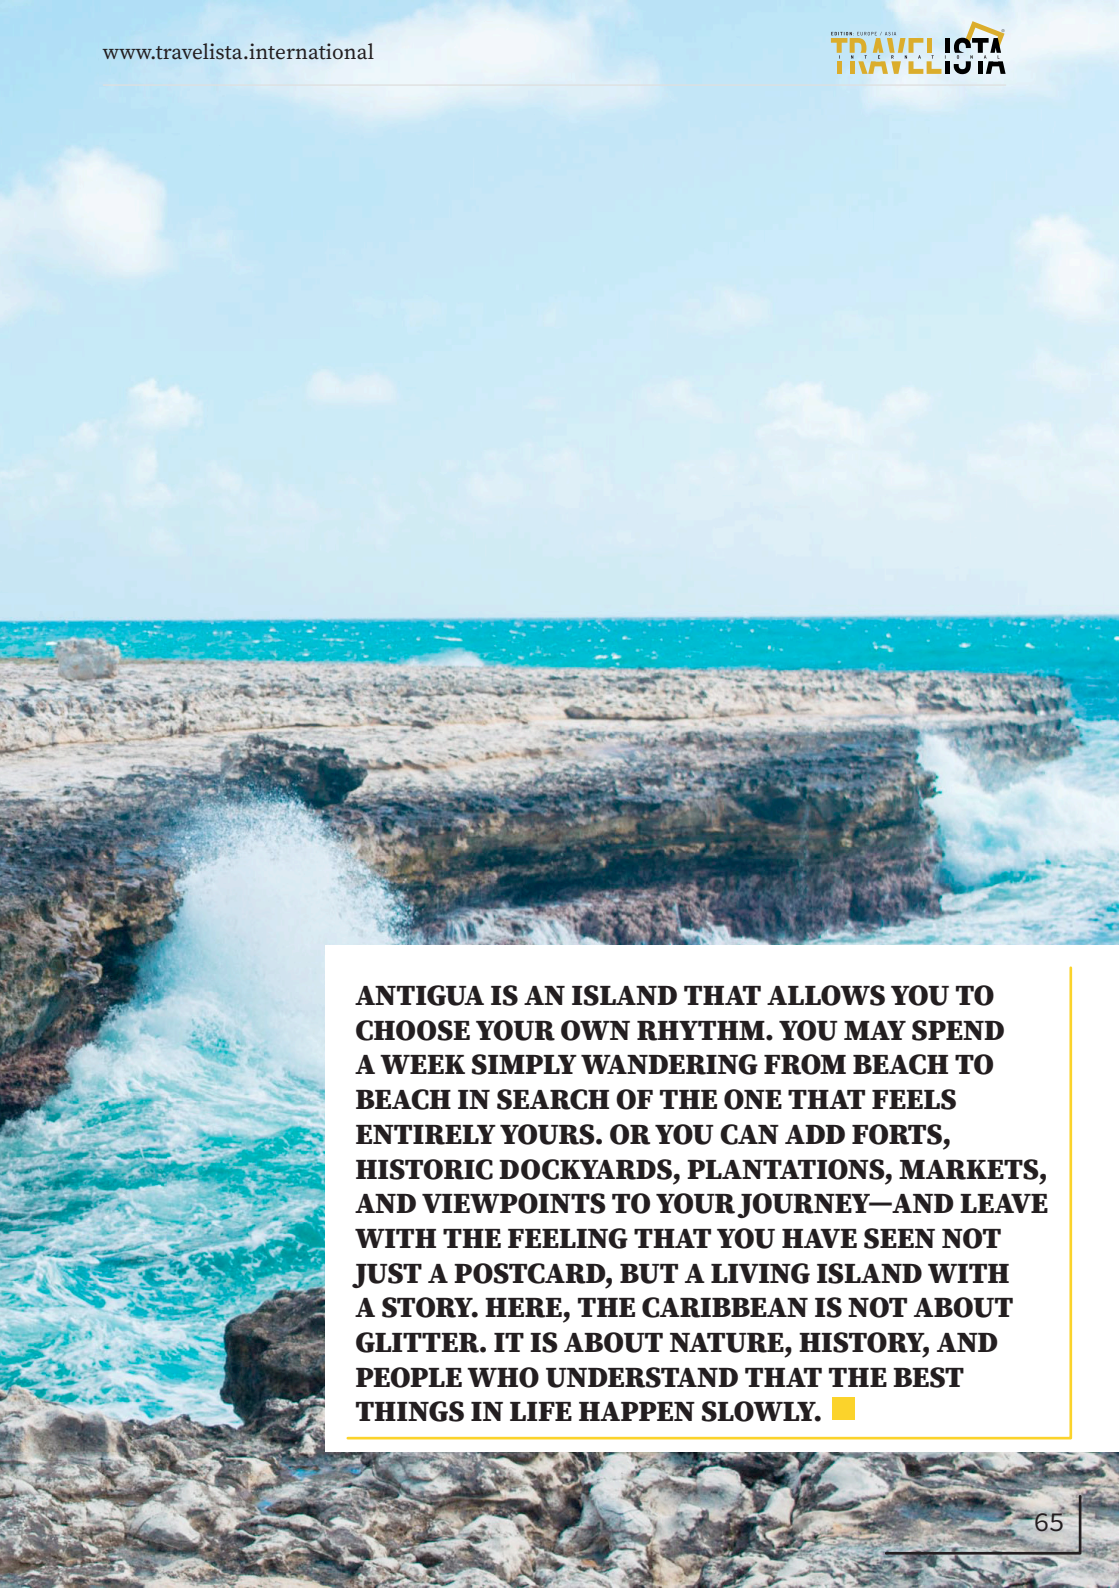 www.travelista.international
EDITION: EUROPE / ASIA
TRAVELISTA
INTERNATIONAL
ANTIGUA IS AN ISLAND THAT ALLOWS YOU TO
CHOOSE YOUR OWN RHYTHM. YOU MAY SPEND
A WEEK SIMPLY WANDERING FROM BEACH TO
BEACH IN SEARCH OF THE ONE THAT FEELS
ENTIRELY YOURS. OR YOU CAN ADD FORTS,
HISTORIC DOCKYARDS, PLANTATIONS, MARKETS,
AND VIEWPOINTS TO YOUR JOURNEY—AND LEAVE
WITH THE FEELING THAT YOU HAVE SEEN NOT
JUST A POSTCARD, BUT A LIVING ISLAND WITH
A STORY. HERE, THE CARIBBEAN IS NOT ABOUT
GLITTER. IT IS ABOUT NATURE, HISTORY, AND
PEOPLE WHO UNDERSTAND THAT THE BEST
THINGS IN LIFE HAPPEN SLOWLY.
65